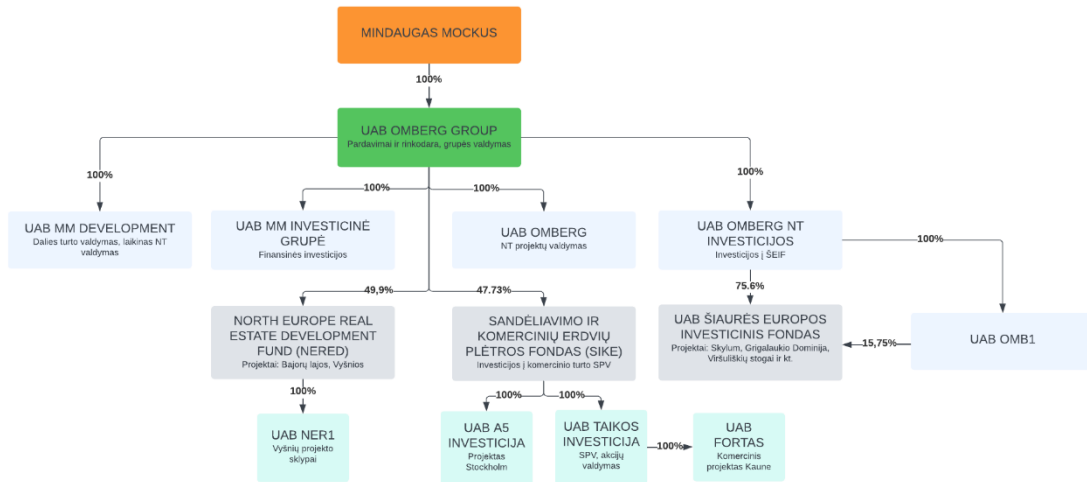 MINDAUGAS MOCKUS
100%
UAB OMBERG GROUP
Pardavimai ir rinkodara, grupės valdymas
100%
100%
100%
100%
UAB MM DEVELOPMENT
Dalies turto valdymas, laikinas NT
valdymas
UAB MM INVESTICINĖ
GRUPĖ
Finansinės investicijos
UAB OMBERG
NT projektų valdymas
UAB OMBERG NT
INVESTICIJOS
Investicijos į ŠEIF
100%
49,9%
47.73%
75.6%
NORTH EUROPE REAL
ESTATE DEVELOPMENT
FUND (NERED)
Projektai: Bajorų lajos, Vyšnios
SANDĖLIAVIMO IR
KOMERCINIŲ ERDVIŲ
PLĖTROS FONDAS (SIKE)
Investicijos į komercinio turto SPV
UAB ŠIAURĖS EUROPOS
INVESTICINIS FONDAS
Projektai: Skylum, Grigalaukio Dominija,
Viršuliškių stogai ir kt.
15,75%
UAB OMB1
100%
100%
100%
UAB NER1
Vyšnių projekto
sklypai
UAB A5
INVESTICIJA
Projektas
Stockholm
UAB TAIKOS
INVESTICIJA
SPV, akcijų
valdymas
100%
UAB
FORTAS
Komercinis
projektas Kaune